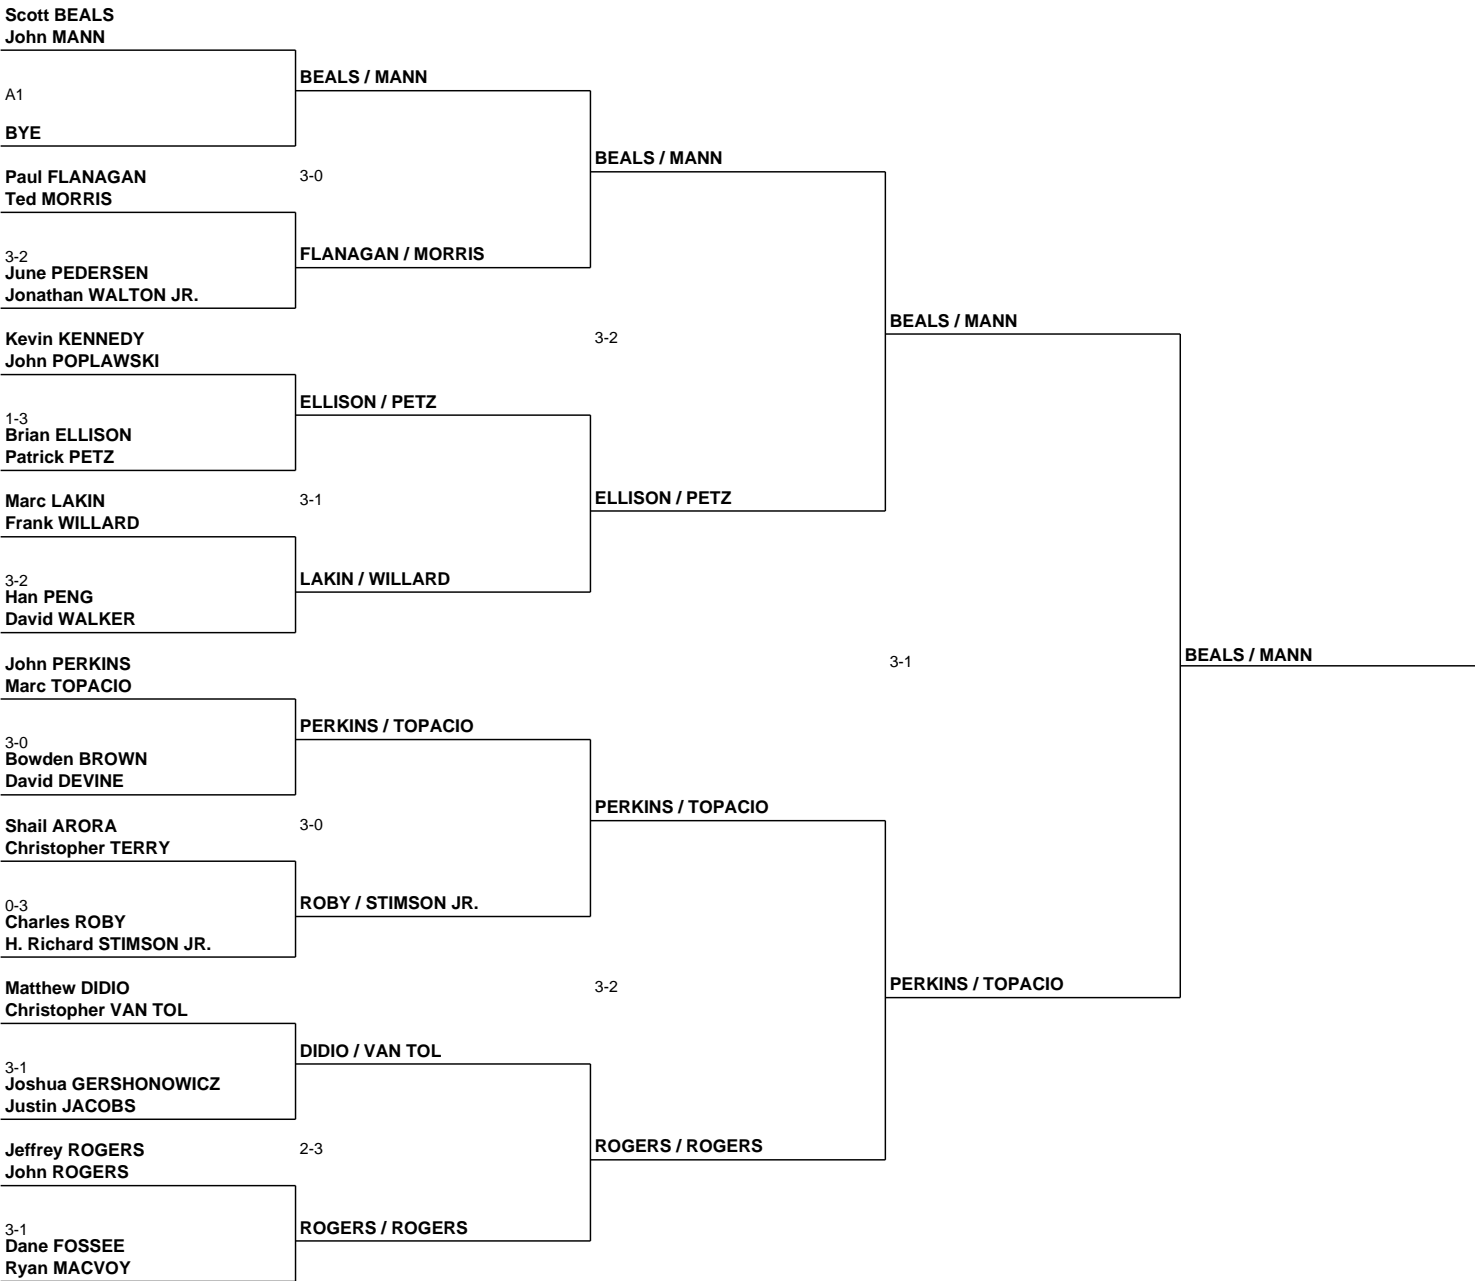 Scott BEALS
John MANN
BEALS / MANN
A1
BYE
BEALS / MANN
Paul FLANAGAN
3-0
Ted MORRIS
3-2
FLANAGAN / MORRIS
June PEDERSEN
Jonathan WALTON JR.
BEALS / MANN
Kevin KENNEDY
3-2
John POPLAWSKI
ELLISON / PETZ
1-3
Brian ELLISON
Patrick PETZ
Marc LAKIN
3-1
ELLISON / PETZ
Frank WILLARD
3-2
LAKIN / WILLARD
Han PENG
David WALKER
John PERKINS
3-1
BEALS / MANN
Marc TOPACIO
PERKINS / TOPACIO
3-0
Bowden BROWN
David DEVINE
PERKINS / TOPACIO
Shail ARORA
3-0
Christopher TERRY
0-3
ROBY / STIMSON JR.
Charles ROBY
H. Richard STIMSON JR.
Matthew DIDIO
3-2
PERKINS / TOPACIO
Christopher VAN TOL
DIDIO / VAN TOL
3-1
Joshua GERSHONOWICZ
Justin JACOBS
Jeffrey ROGERS
2-3
ROGERS / ROGERS
John ROGERS
3-1
ROGERS / ROGERS
Dane FOSSEE
Ryan MACVOY